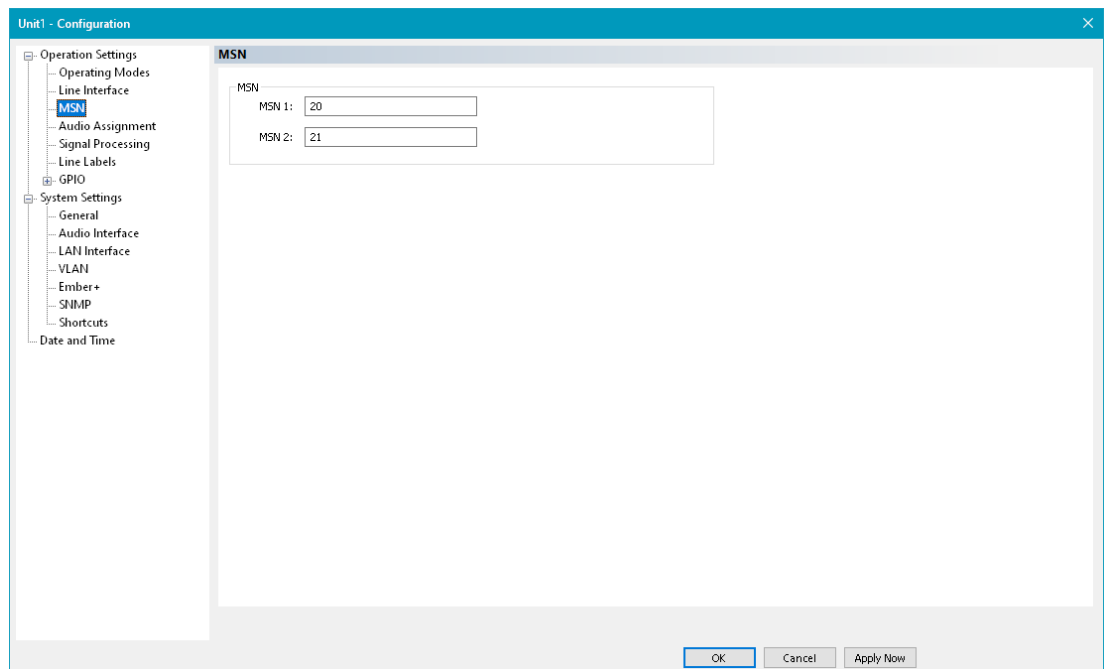 Unit1 - Configuration
Operation Settings
Operating Modes
Line Interface
MSN
Audio Assignment
Signal Processing
Line Labels
GPIO
System Settings
General
Audio Interface
LAN Interface
VLAN
Ember+
SNMP
Shortcuts
Date and Time
MSN
MSN
MSN 1: 20
MSN 2: 21
OK Cancel Apply Now